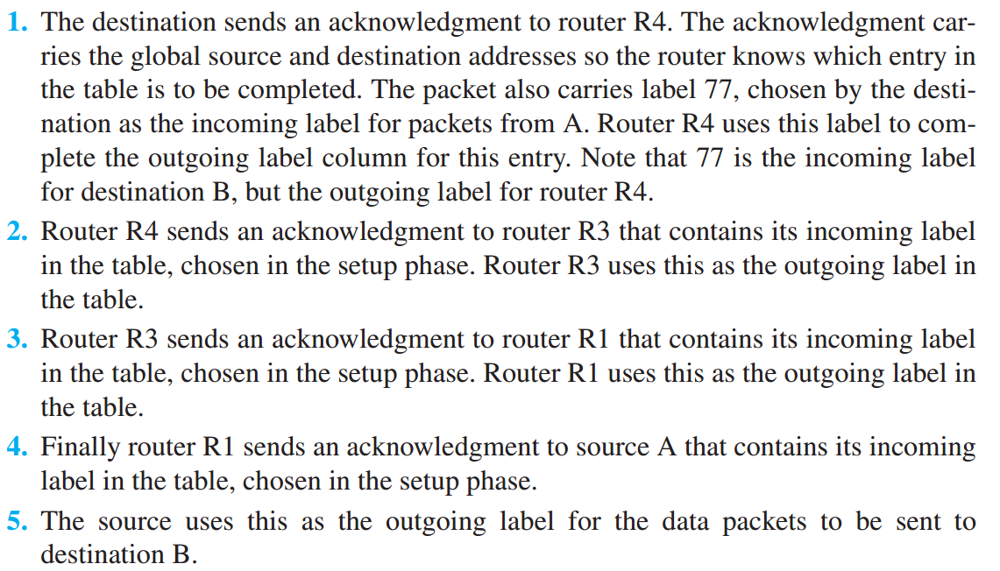 1. The destination sends an acknowledgment to router R4. The acknowledgment car-
ries the global source and destination addresses so the router knows which entry in
the table is to be completed. The packet also carries label 77, chosen by the desti-
nation as the incoming label for packets from A. Router R4 uses this label to com-
plete the outgoing label column for this entry. Note that 77 is the incoming label
for destination B, but the outgoing label for router R4.
2. Router R4 sends an acknowledgment to router R3 that contains its incoming label
in the table, chosen in the setup phase. Router R3 uses this as the outgoing label in
the table.
3. Router R3 sends an acknowledgment to router R1 that contains its incoming label
in the table, chosen in the setup phase. Router R1 uses this as the outgoing label in
the table.
4. Finally router R1 sends an acknowledgment to source A that contains its incoming
label in the table, chosen in the setup phase.
5. The source uses this as the outgoing label for the data packets to be sent to
destination B.